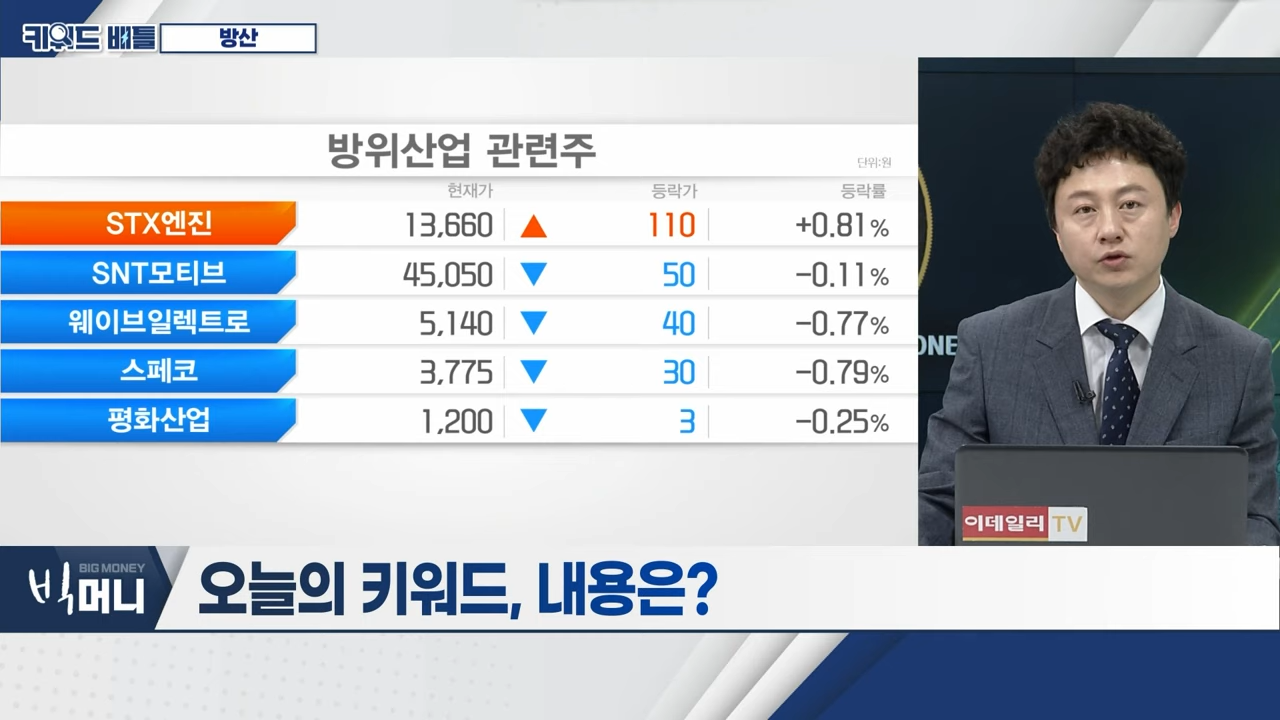 키워드 배틀 방산
방위산업 관련주
단위:원
현재가 등락가 등락률
STX엔진 13,660 ▲ 110 +0.81%
SNT모티브 45,050 ▼ 50 -0.11%
웨이브일렉트로 5,140 ▼ 40 -0.77%
스페코 3,775 ▼ 30 -0.79%
평화산업 1,200 ▼ 3 -0.25%
ONE
이데일리 TV
BIG MONEY
빅머니 오늘의 키워드, 내용은?